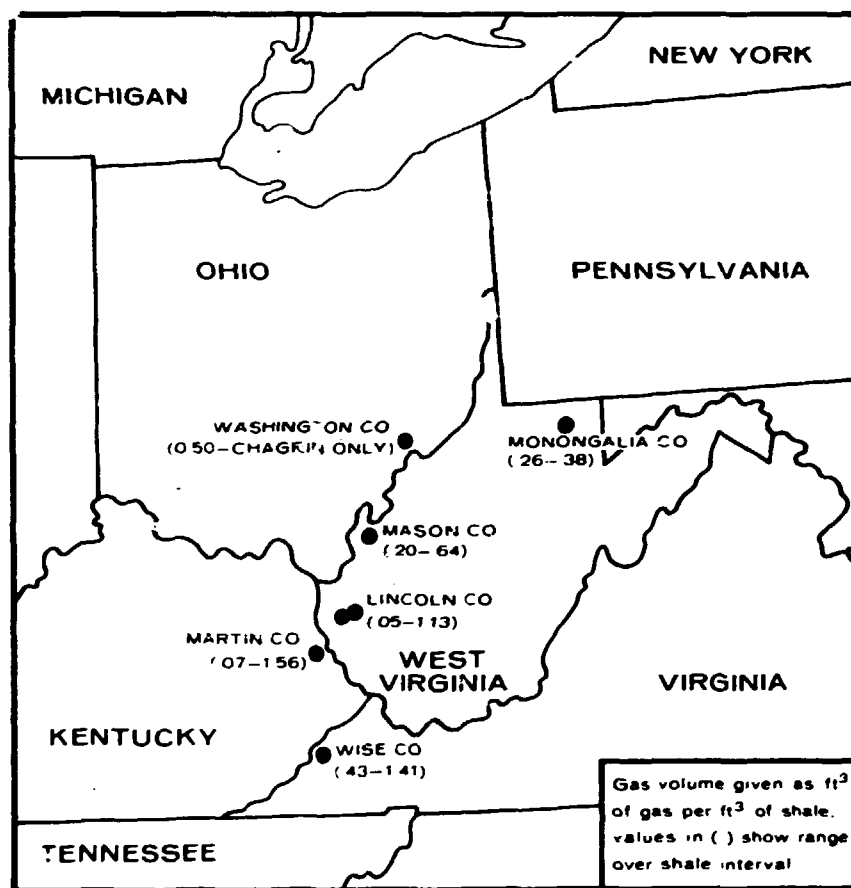 NEW YORK
MICHIGAN
OHIO
PENNSYLVANIA
WASHINGTON CO
(0 50-CHAGRIN ONLY)
MONONGALIA CO
( 26- 38)
MASON CO
( 20- 64)
LINCOLN CO
( 05-1 13)
MARTIN CO
( 07-1 56)
WEST
VIRGINIA
VIRGINIA
KENTUCKY
WISE CO
( 43-1 41)
TENNESSEE
Gas volume given as ft³
of gas per ft³ of shale.
values in ( ) show range
over shale interval